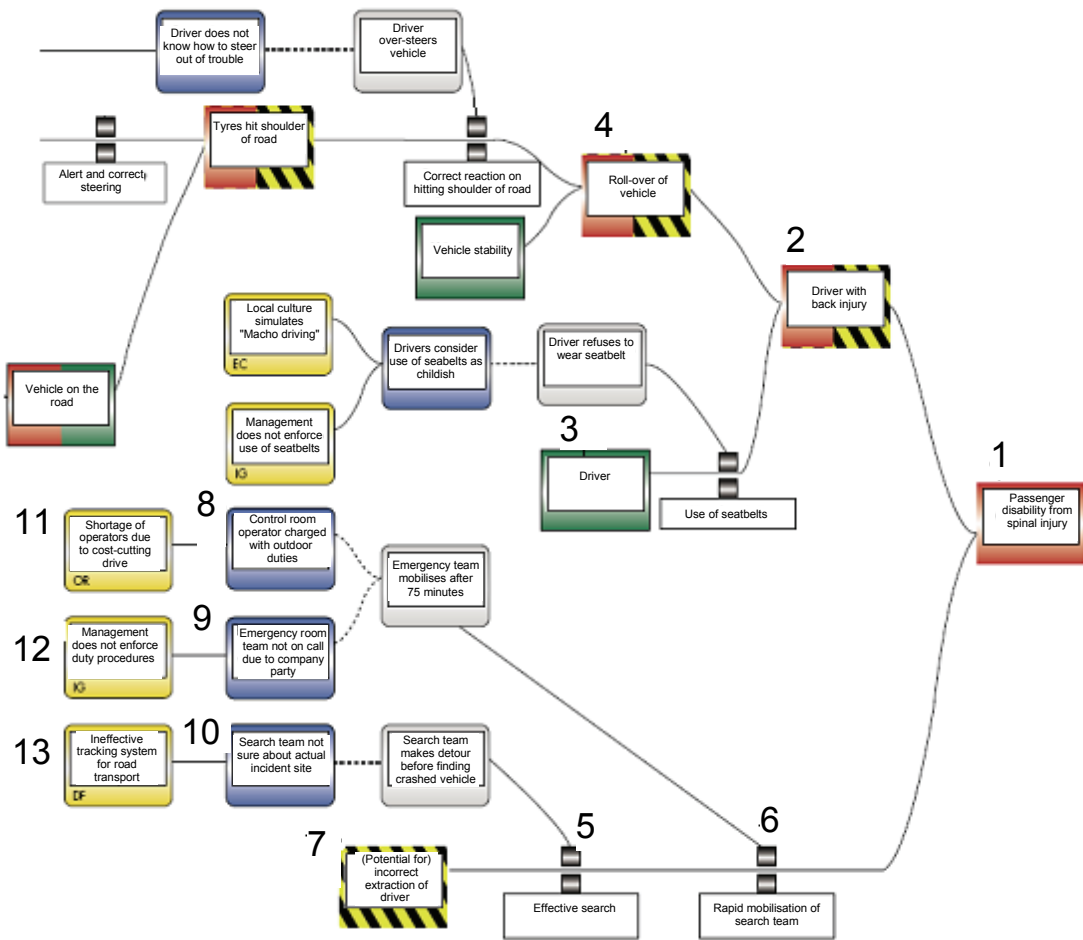 Driver does not
know how to steer
out of trouble
Driver
over-steers
vehicle
Tyres hit shoulder
of road
Alert and correct
steering
Correct reaction on
hitting shoulder of road
4
Roll-over of
vehicle
Vehicle stability
2
Driver with
back injury
Local culture
simulates
"Macho driving"
EC
Drivers consider
use of seabelts as
childish
Driver refuses to
wear seatbelt
Vehicle on the
road
Management
does not enforce
use of seatbelts
IG
3
Driver
Use of seatbelts
1
Passenger
disability from
spinal injury
11
Shortage of
operators due
to cost-cutting
drive
OR
8
Control room
operator charged
with outdoor
duties
Emergency team
mobilises after
75 minutes
12
Management
does not enforce
duty procedures
IG
9
Emergency room
team not on call
due to company
party
13
Ineffective
tracking system
for road
transport
DF
10
Search team not
sure about actual
incident site
Search team
makes detour
before finding
crashed vehicle
7
(Potential for)
incorrect
extraction of
driver
5
Effective search
6
Rapid mobilisation of
search team